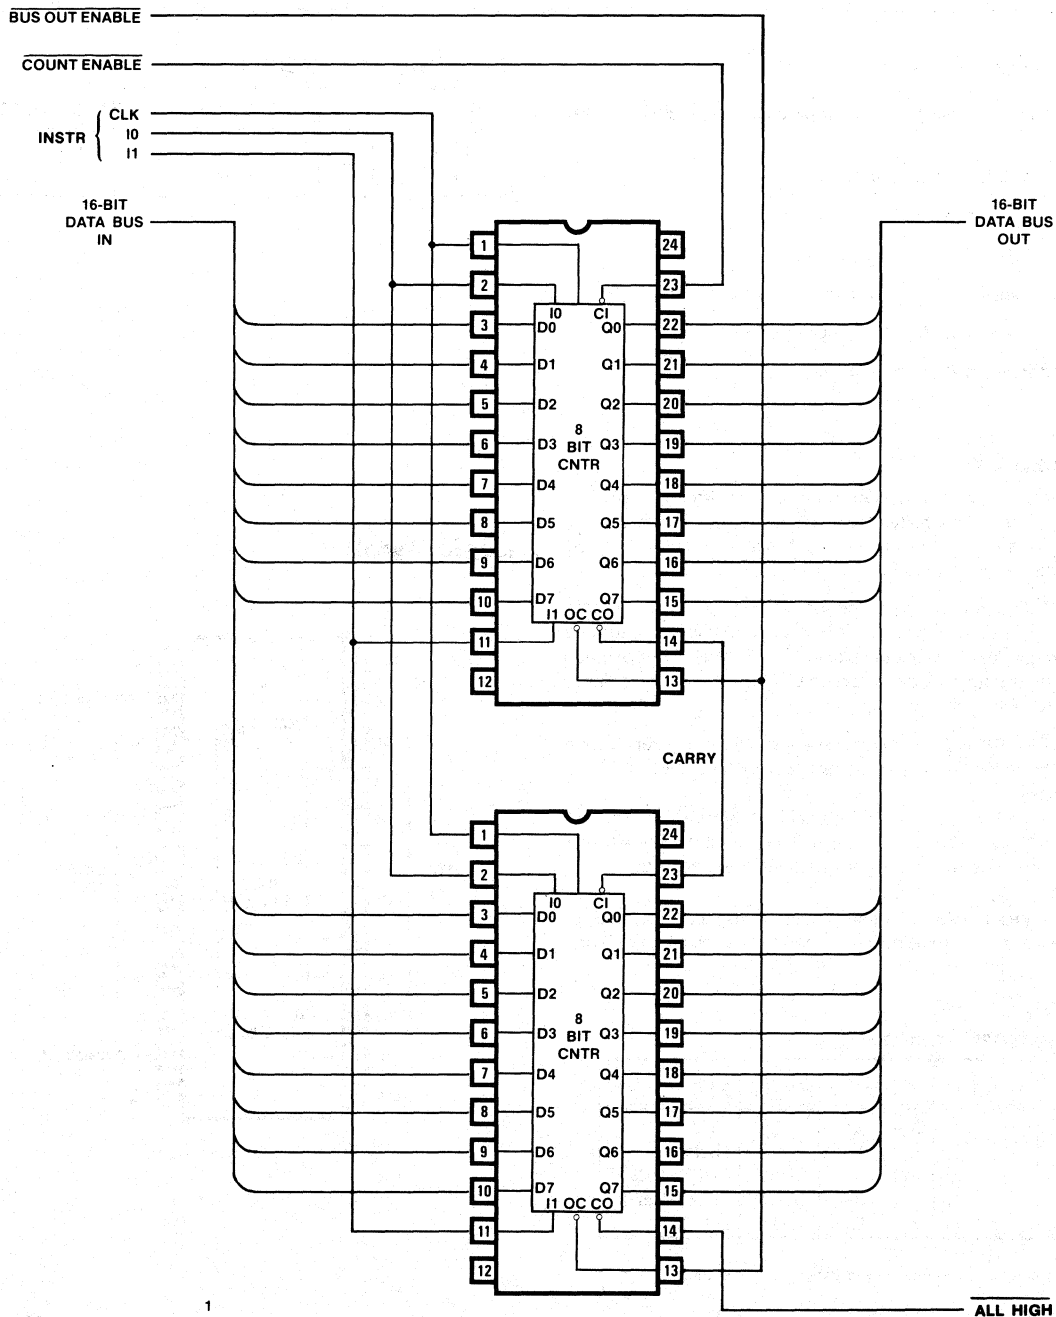 BUS OUT ENABLE
COUNT ENABLE
INSTR
CLK
I0
I1
16-BIT
DATA BUS
IN
16-BIT
DATA BUS
OUT
1 24
2 23
I0 CI
3 D0 Q0 22
4 D1 Q1 21
5 D2 Q2 20
6 D3 Q3 19
8
BIT
CNTR
7 D4 Q4 18
8 D5 Q5 17
9 D6 Q6 16
10 D7 Q7 15
I1 OC CO
11 14
12 13
CARRY
1 24
2 23
I0 CI
3 D0 Q0 22
4 D1 Q1 21
5 D2 Q2 20
6 D3 Q3 19
8
BIT
CNTR
7 D4 Q4 18
8 D5 Q5 17
9 D6 Q6 16
10 D7 Q7 15
I1 OC CO
11 14
12 13
1
ALL HIGH